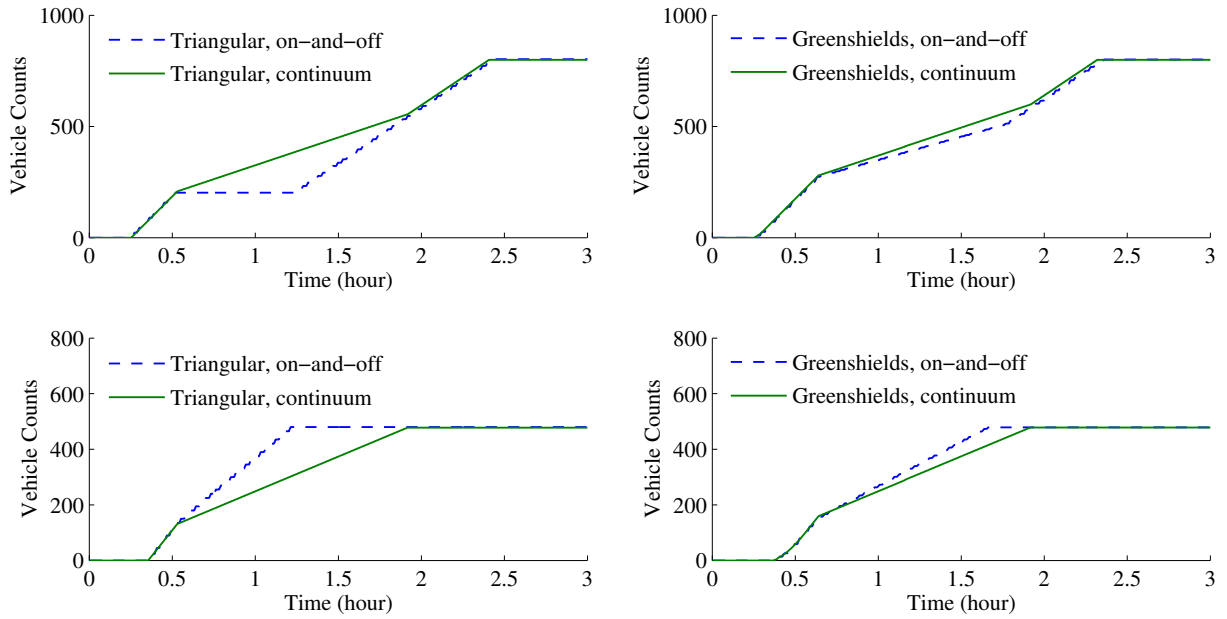 1000
500
0
Vehicle Counts
Triangular, on−and−off
Triangular, continuum
0 0.5 1 1.5 2 2.5 3
Time (hour)
1000
500
0
Vehicle Counts
Greenshields, on−and−off
Greenshields, continuum
0 0.5 1 1.5 2 2.5 3
Time (hour)
800
600
400
200
0
Vehicle Counts
Triangular, on−and−off
Triangular, continuum
0 0.5 1 1.5 2 2.5 3
Time (hour)
800
600
400
200
0
Vehicle Counts
Greenshields, on−and−off
Greenshields, continuum
0 0.5 1 1.5 2 2.5 3
Time (hour)